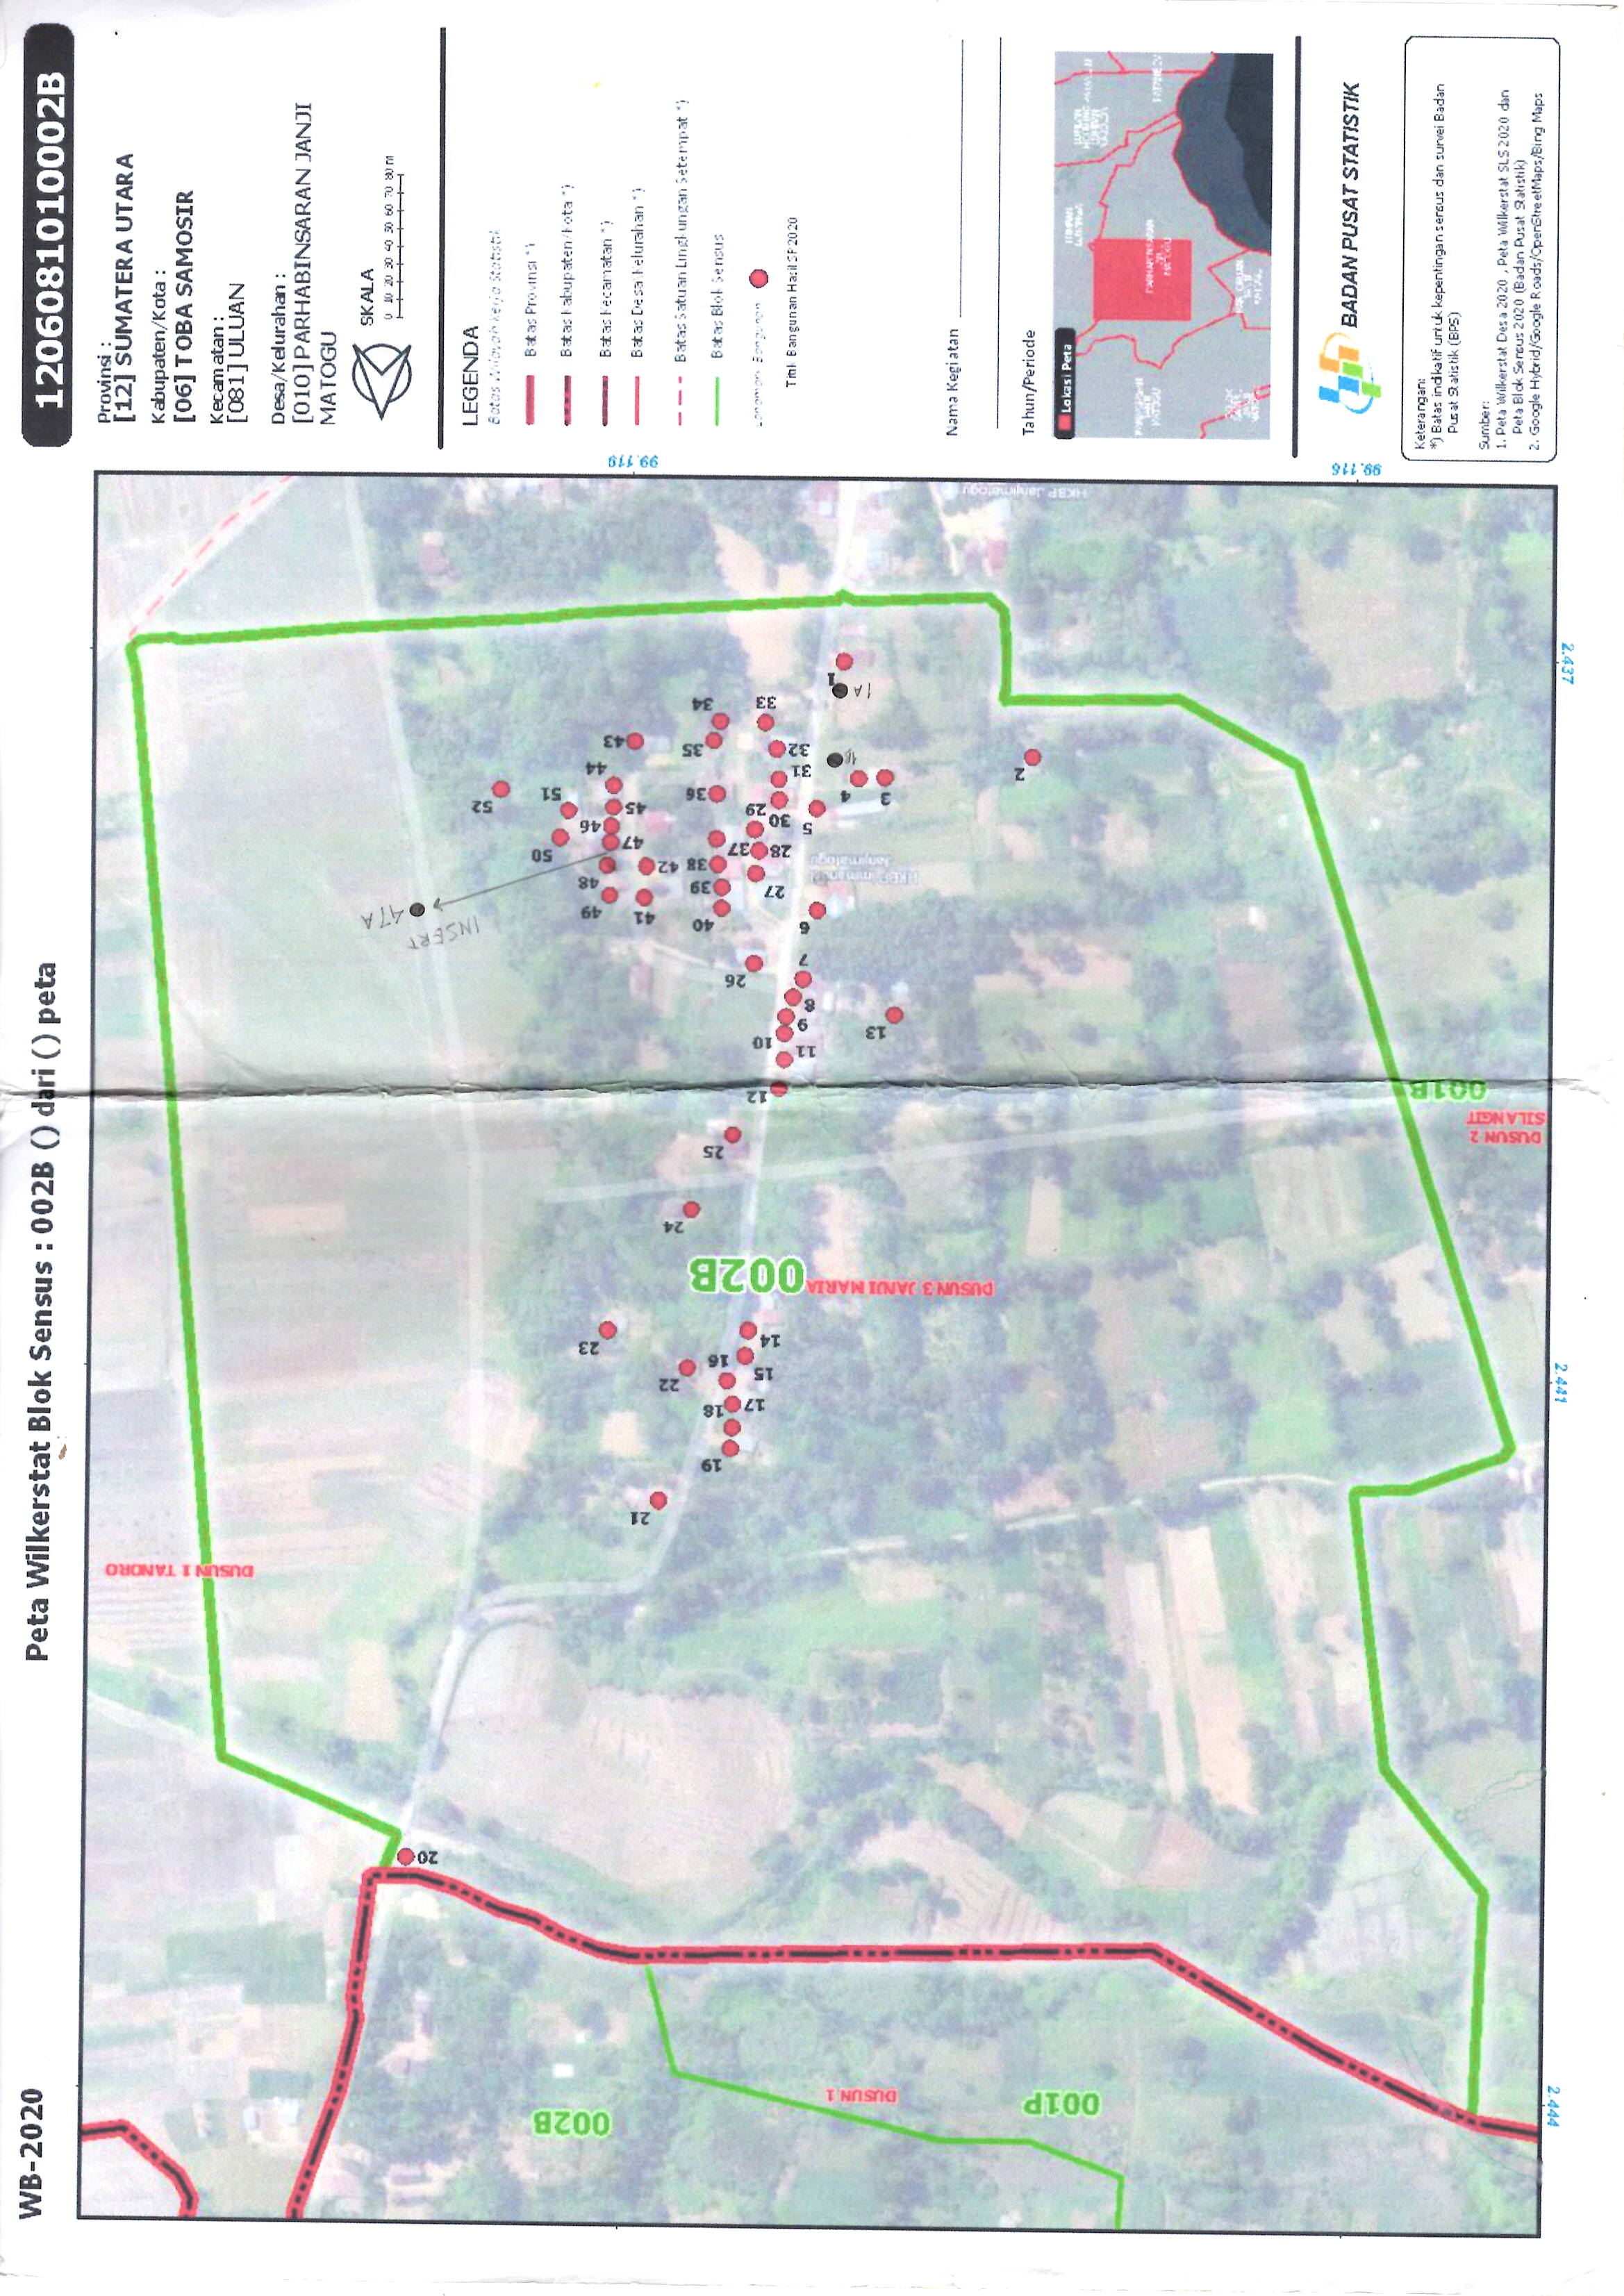 WB-2020
Peta Wilkerstat Blok Sensus : 002B () dari () peta
1206081010002B
Provinsi :
[12] SUMATERA UTARA
Kabupaten/Kota :
[06] TOBA SAMOSIR
Kecamatan :
[081] ULUAN
Desa/Kelurahan :
[010] PARHABINSARAN JANJI
MATOGU
SKALA
0 10 20 30 40 50 60 70 80 m
LEGENDA
Batas Wilayah Kerja Statistik
Batas Provinsi *)
Batas Kabupaten/Kota *)
Batas Kecamatan *)
Batas Desa/Kelurahan *)
Batas Satuan Lingkungan Setempat *)
Batas Blok Sensus
Landmark Bangunan
Titik Bangunan Hasil SP2020
Nama Kegiatan
Tahun/Periode
Lokasi Peta
PARHABINSARAN
MATOGU
BADAN PUSAT STATISTIK
Keterangan:
*) Batas indikatif untuk kepentingan sensus dan survei Badan
Pusat Statistik (BPS)
Sumber:
1. Peta Wilkerstat Desa 2020 , Peta Wilkerstat SLS 2020 dan
Peta Blok Sensus 2020 (Badan Pusat Statistik)
2. Google Hybrid/Google Roads/OpenStreetMaps/Bing Maps
DUSUN 1 TANDRO
002B
DUSUN 1
001P
DUSUN 3 JANJI MARIA
002B
DUSUN 2
SILANGIT
001B
HKBP Janjimatogu
INSERT
47A
20
52
50
51
23
49
48
46
44
21
41
47
45
43
42
22
24
19
18
16
25
40
39
38
36
35
34
17
15
14
12
10
26
27
37
28
30
29
33
11
9
8
7
6
5
31
32
1B
1
1A
4
3
13
2
99.119
99.116
2.444
2.441
2.437